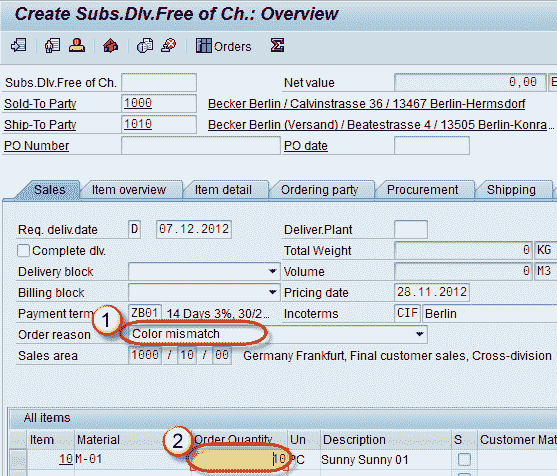 Create Subs.Dlv.Free of Ch.: Overview
Orders
Subs.Dlv.Free of Ch. Net value 0,00 E
Sold-To Party 1000 Becker Berlin / Calvinstrasse 36 / 13467 Berlin-Hermsdorf
Ship-To Party 1010 Becker Berlin (Versand) / Beatestrasse 4 / 13505 Berlin-Konra...
PO Number PO date
Sales Item overview Item detail Ordering party Procurement Shipping
Req. deliv.date D 07.12.2012 Deliver.Plant
Complete dlv. Total Weight 0 KG
Delivery block Volume 0 M3
Billing block Pricing date 28.11.2012
Payment term ZB01 14 Days 3%, 30/2... Incoterms CIF Berlin
1
Order reason Color mismatch
Sales area 1000 / 10 / 00 Germany Frankfurt, Final customer sales, Cross-division
All items
2
Item Material Order Quantity Un Description S Customer Mat
10 M-01 10 PC Sunny Sunny 01